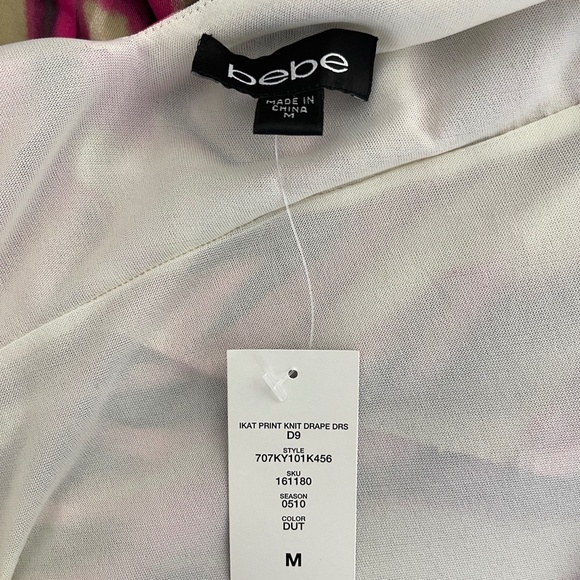 bebe
MADE IN
CHINA
M
IKAT PRINT KNIT DRAPE DRS
D9
STYLE
707KY101K456
SKU
161180
SEASON
0510
COLOR
DUT
M